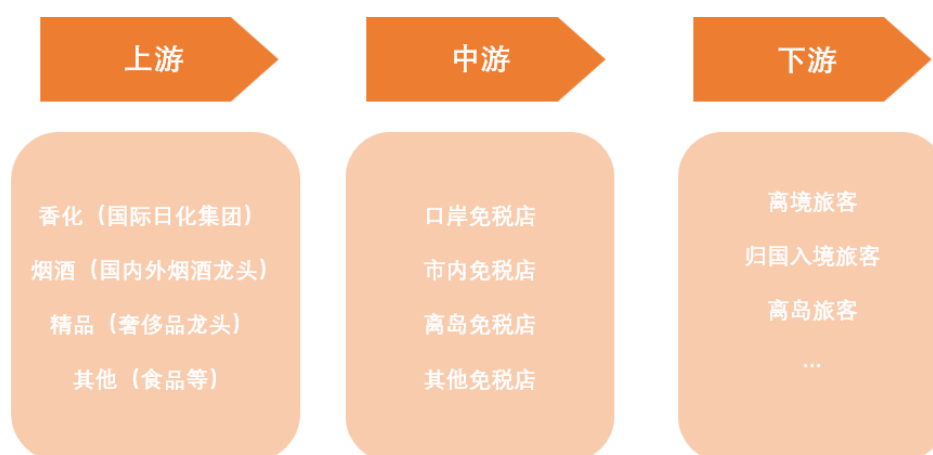 上游
中游
下游
香化（国际日化集团）
烟酒（国内外烟酒龙头）
精品（奢侈品龙头）
其他（食品等）
口岸免税店
市内免税店
离岛免税店
其他免税店
离境旅客
归国入境旅客
离岛旅客
...